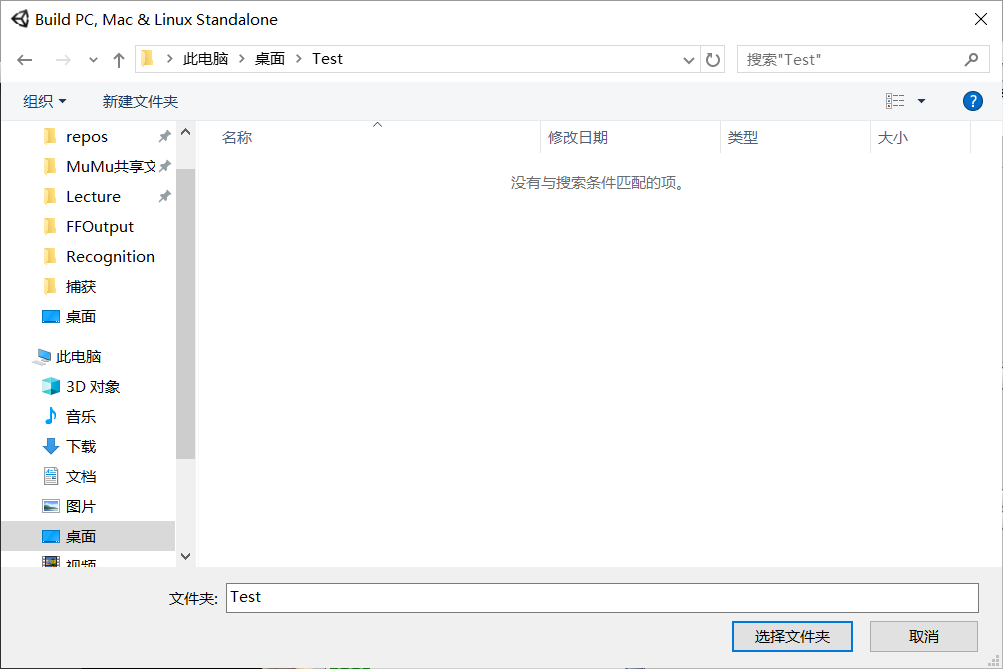 Build PC, Mac & Linux Standalone
此电脑 > 桌面 > Test
搜索"Test"
组织
新建文件夹
?
repos
MuMu共享文
Lecture
FFOutput
Recognition
捕获
桌面
此电脑
3D 对象
音乐
下载
文档
图片
桌面
视频
名称
修改日期
类型
大小
没有与搜索条件匹配的项。
文件夹:
Test
选择文件夹
取消